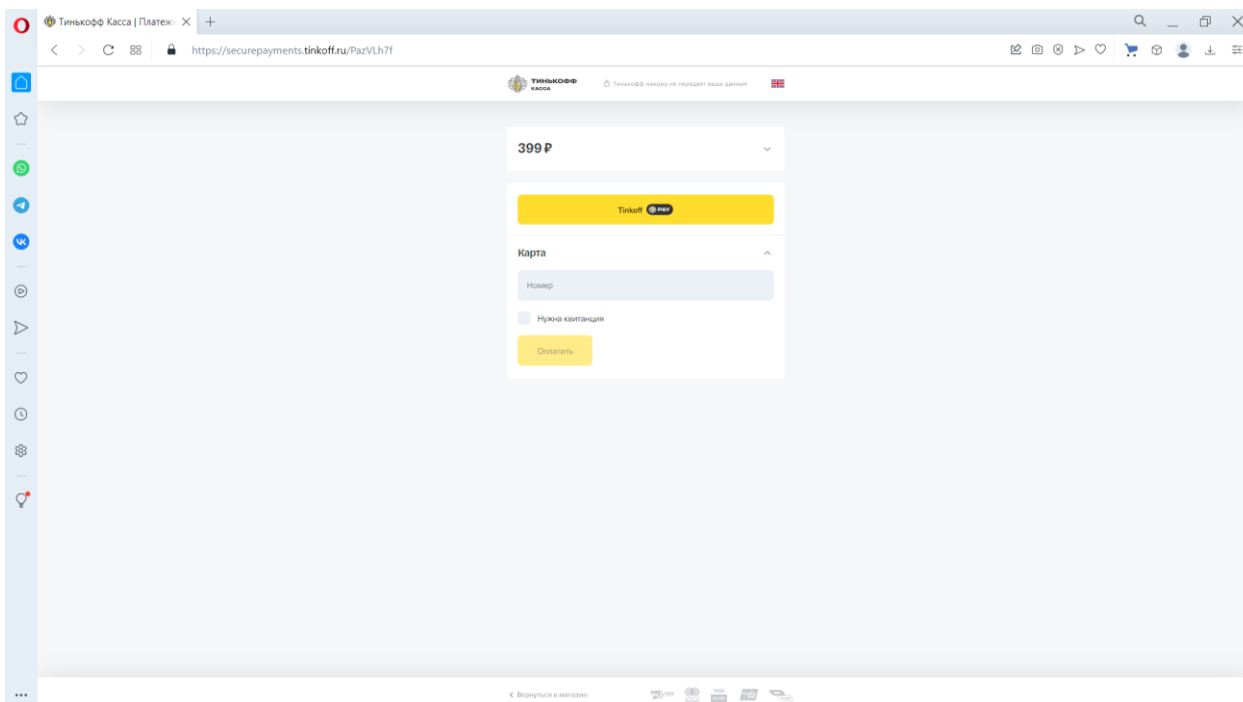 Тинькофф Касса | Платеж
https://securepayments.tinkoff.ru/PazVLh7f
ТИНЬКОФФ
КАССА
Тинькофф никому не передает ваши данные
399 ₽
Tinkoff PAY
Карта
Номер
Нужна квитанция
Оплатить
Вернуться в магазин